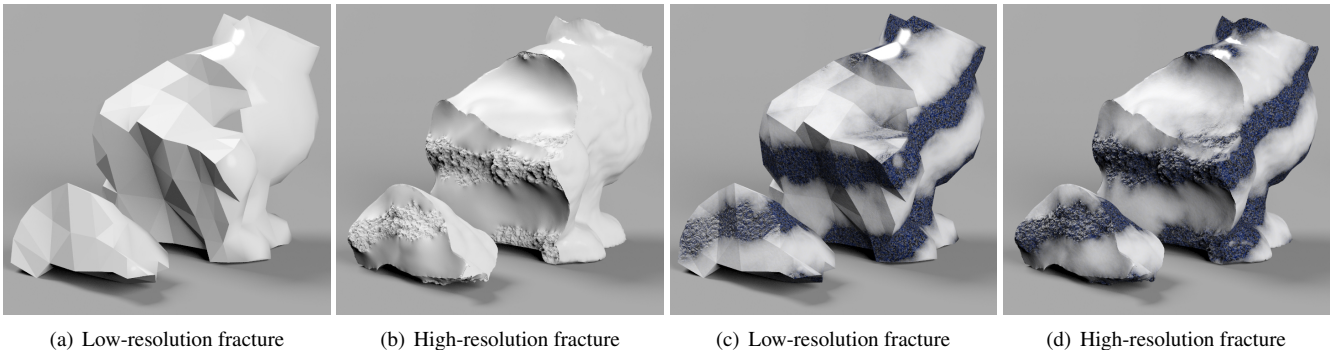 (a) Low-resolution fracture
(b) High-resolution fracture
(c) Low-resolution fracture
(d) High-resolution fracture